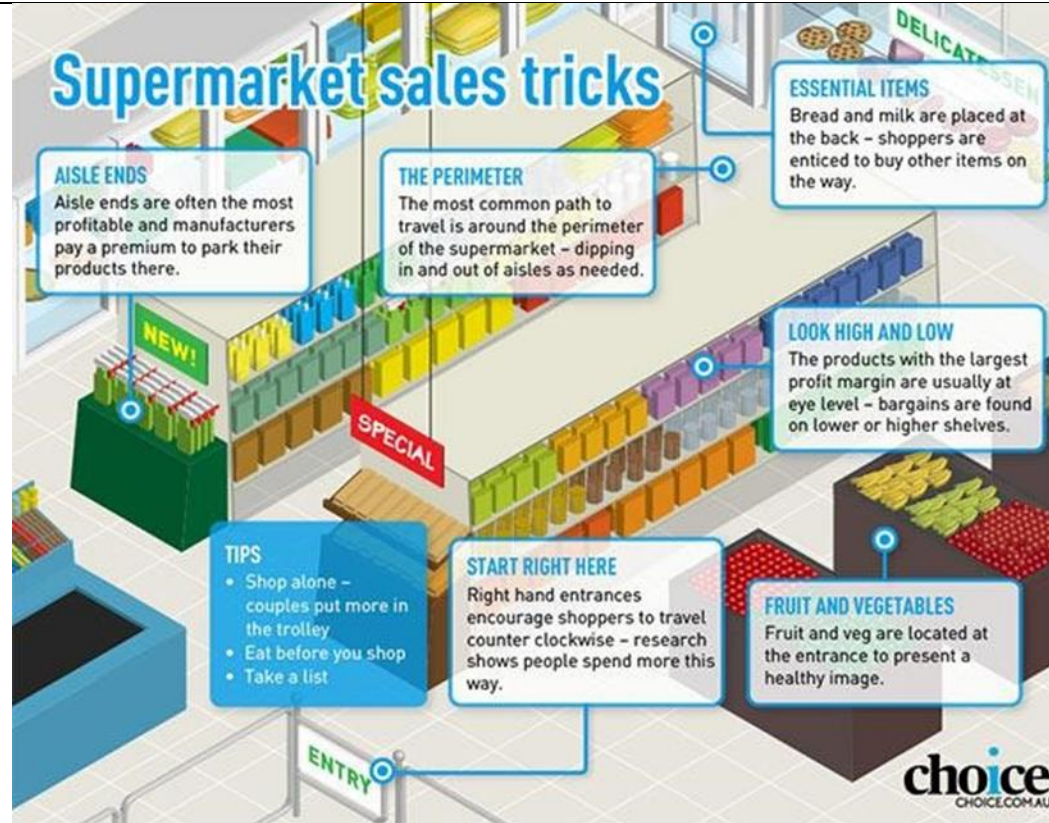 Supermarket sales tricks
DELICATESSEN
ESSENTIAL ITEMS
Bread and milk are placed at
the back – shoppers are
enticed to buy other items on
the way.
AISLE ENDS
Aisle ends are often the most
profitable and manufacturers
pay a premium to park their
products there.
THE PERIMETER
The most common path to
travel is around the perimeter
of the supermarket – dipping
in and out of aisles as needed.
NEW!
LOOK HIGH AND LOW
The products with the largest
profit margin are usually at
eye level – bargains are found
on lower or higher shelves.
SPECIAL
TIPS
• Shop alone –
couples put more in
the trolley
• Eat before you shop
• Take a list
START RIGHT HERE
Right hand entrances
encourage shoppers to travel
counter clockwise – research
shows people spend more this
way.
FRUIT AND VEGETABLES
Fruit and veg are located at
the entrance to present a
healthy image.
ENTRY
choice
CHOICE.COM.AU